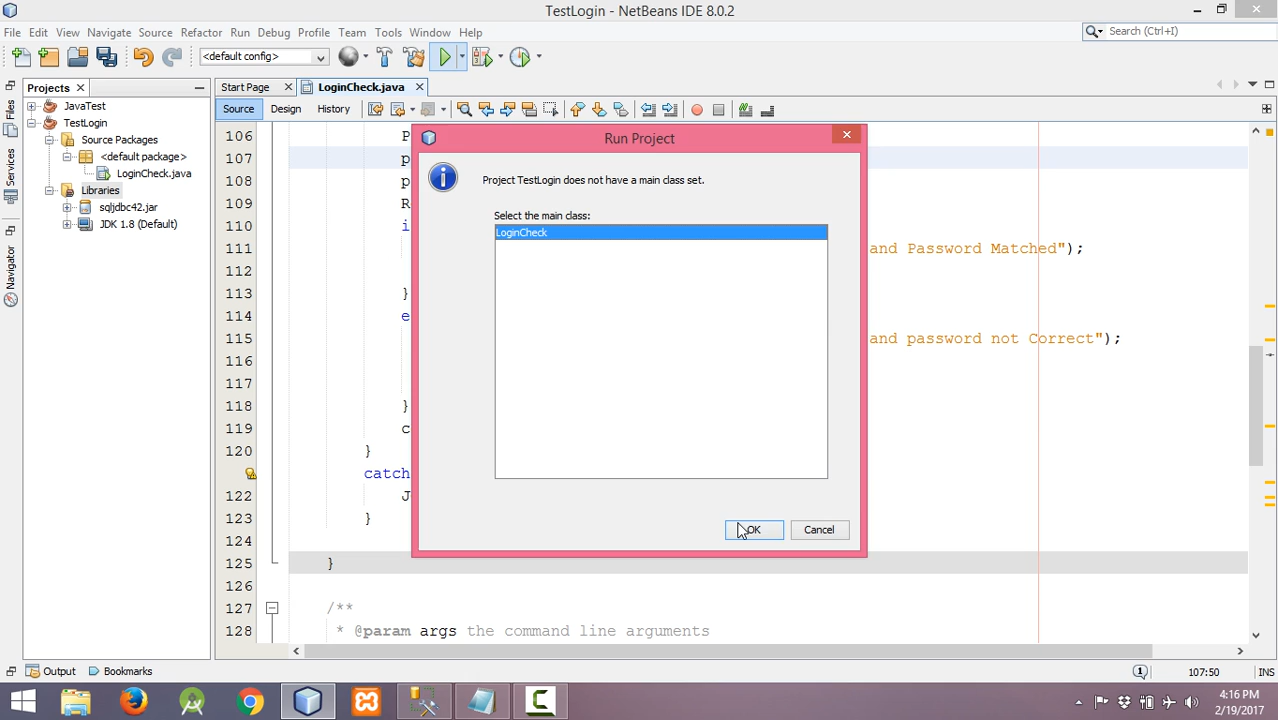 TestLogin - NetBeans IDE 8.0.2
File Edit View Navigate Source Refactor Run Debug Profile Team Tools Window Help
Search (Ctrl+I)
<default config>
Projects
Start Page
LoginCheck.java
Files
Services
Navigator
JavaTest
TestLogin
Source Packages
<default package>
LoginCheck.java
Libraries
sqljdbc42.jar
JDK 1.8 (Default)
Source Design History
106 P
107 p
108 p
109 R
110 i
111 and Password Matched");
112
113 }
114 e
115 and password not Correct");
116
117
118 }
119 c
120 }
catch
122 J
123 }
125 }
126
127 /**
128 * @param args the command line arguments
Run Project
Project TestLogin does not have a main class set.
Select the main class:
LoginCheck
OK Cancel
Output Bookmarks
1
107:50 INS
4:16 PM
2/19/2017